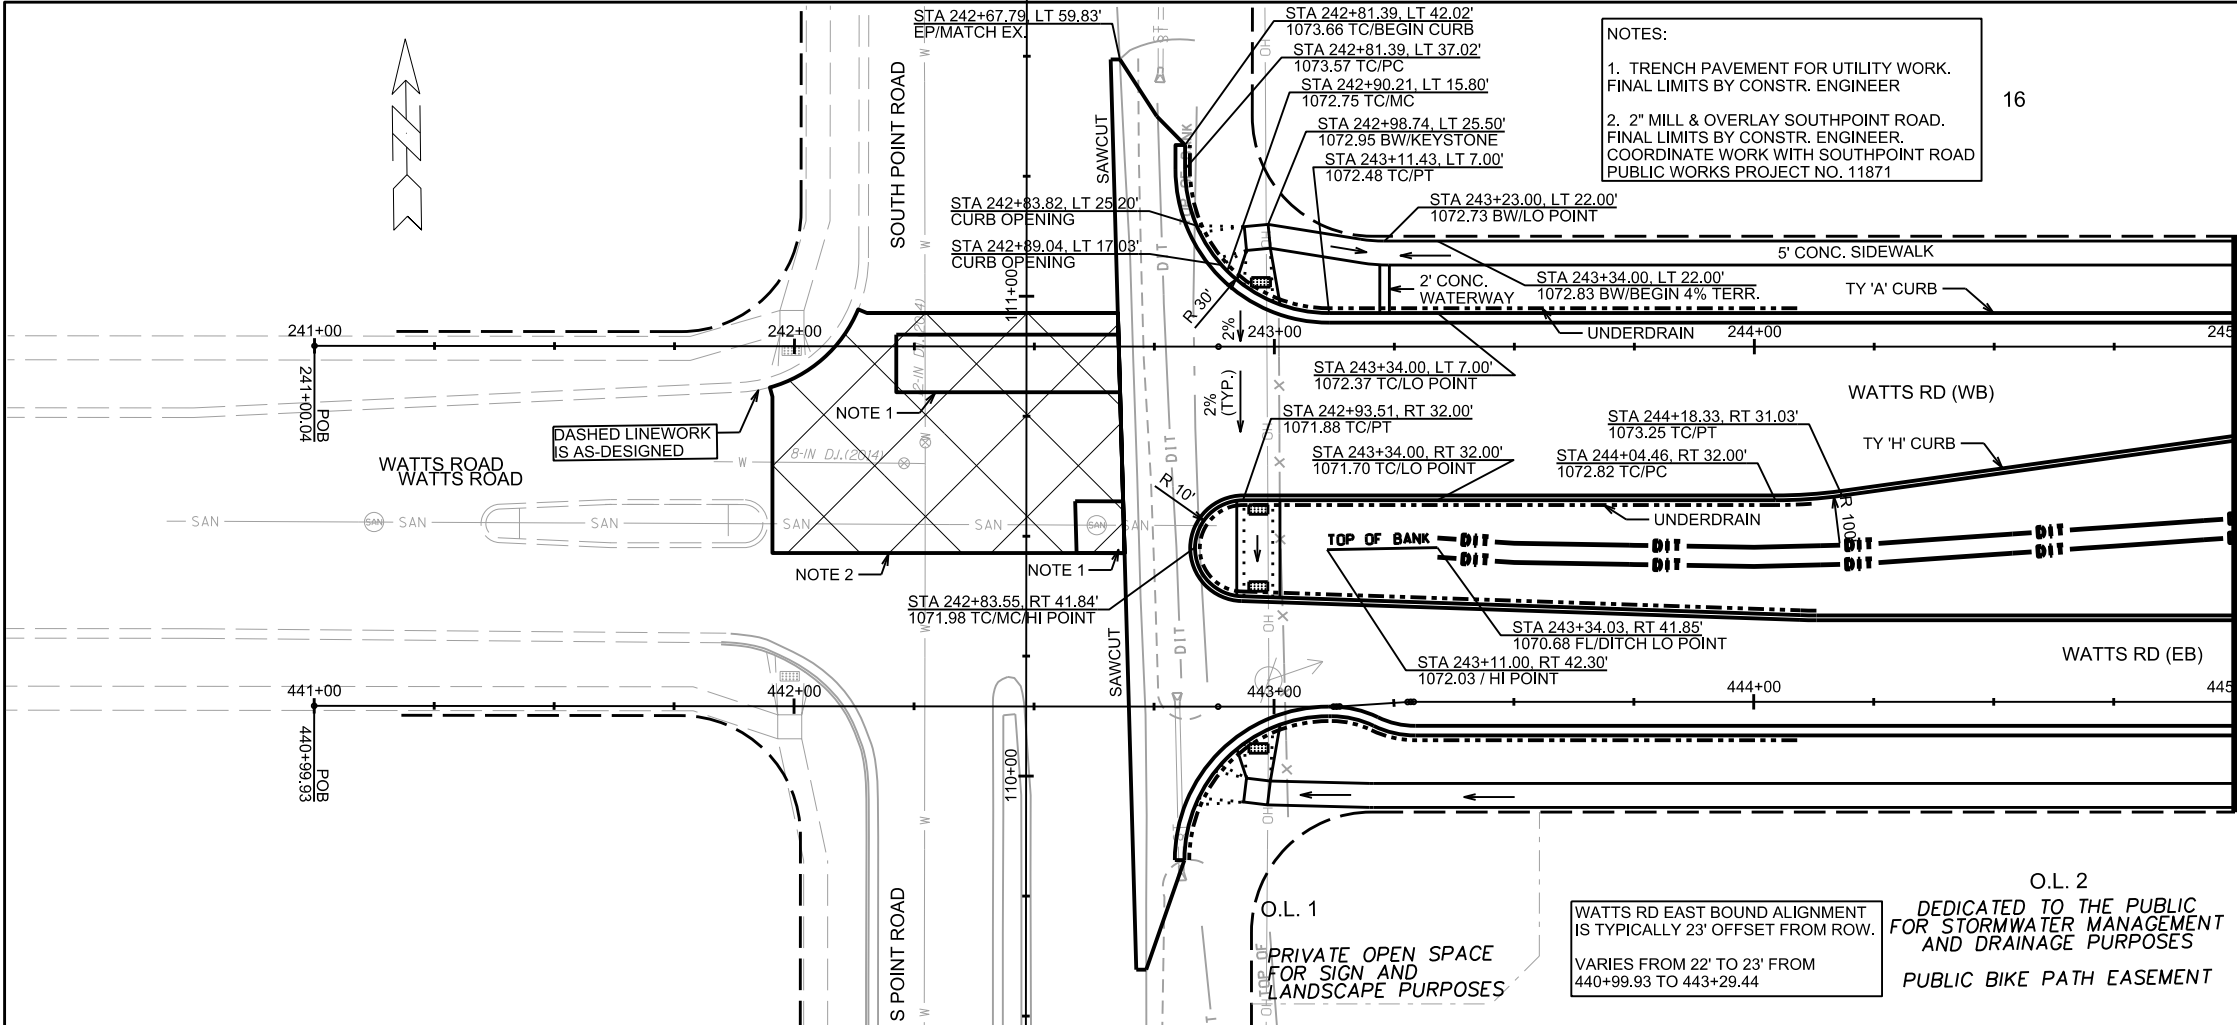 STA 242+67.79, LT 59.83'
EP/MATCH EX.
STA 242+81.39, LT 42.02'
1073.66 TC/BEGIN CURB
STA 242+81.39, LT 37.02'
1073.57 TC/PC
STA 242+90.21, LT 15.80'
1072.75 TC/MC
STA 242+98.74, LT 25.50'
1072.95 BW/KEYSTONE
STA 243+11.43, LT 7.00'
1072.48 TC/PT
NOTES:
1. TRENCH PAVEMENT FOR UTILITY WORK.
FINAL LIMITS BY CONSTR. ENGINEER
2. 2" MILL & OVERLAY SOUTHPOINT ROAD.
FINAL LIMITS BY CONSTR. ENGINEER.
COORDINATE WORK WITH SOUTHPOINT ROAD
PUBLIC WORKS PROJECT NO. 11871
16
SOUTH POINT ROAD
SAWCUT
STA 242+83.82, LT 25.20'
CURB OPENING
STA 242+89.04, LT 17.03'
CURB OPENING
STA 243+23.00, LT 22.00'
1072.73 BW/LO POINT
5' CONC. SIDEWALK
STA 243+34.00, LT 22.00'
1072.83 BW/BEGIN 4% TERR.
2' CONC.
WATERWAY
TY 'A' CURB
UNDERDRAIN
R 30'
2%
2%
(TYP.)
111+00
241+00
242+00
243+00
244+00
245
241+00.04
POB
STA 243+34.00, LT 7.00'
1072.37 TC/LO POINT
WATTS RD (WB)
NOTE 1
2-IN DJ.(2014)
8-IN DJ.(2014)
DASHED LINEWORK
IS AS-DESIGNED
STA 242+93.51, RT 32.00'
1071.88 TC/PT
STA 244+18.33, RT 31.03'
1073.25 TC/PT
TY 'H' CURB
STA 243+34.00, RT 32.00'
1071.70 TC/LO POINT
STA 244+04.46, RT 32.00'
1072.82 TC/PC
WATTS ROAD
WATTS ROAD
R 10'
R 100'
UNDERDRAIN
SAN
SAN
SAN
SAN
SAN
SAN
SAN
SAN
TOP OF BANK
DIT
DIT
DIT
DIT
DIT
DIT
DIT
DIT
NOTE 2
NOTE 1
STA 242+83.55, RT 41.84'
1071.98 TC/MC/HI POINT
STA 243+34.03, RT 41.85'
1070.68 FL/DITCH LO POINT
STA 243+11.00, RT 42.30'
1072.03 / HI POINT
WATTS RD (EB)
SAWCUT
441+00
442+00
443+00
444+00
445
440+99.93
POB
110+00
S POINT ROAD
O.L. 1
PRIVATE OPEN SPACE
FOR SIGN AND
LANDSCAPE PURPOSES
WATTS RD EAST BOUND ALIGNMENT
IS TYPICALLY 23' OFFSET FROM ROW.
VARIES FROM 22' TO 23' FROM
440+99.93 TO 443+29.44
O.L. 2
DEDICATED TO THE PUBLIC
FOR STORMWATER MANAGEMENT
AND DRAINAGE PURPOSES
PUBLIC BIKE PATH EASEMENT